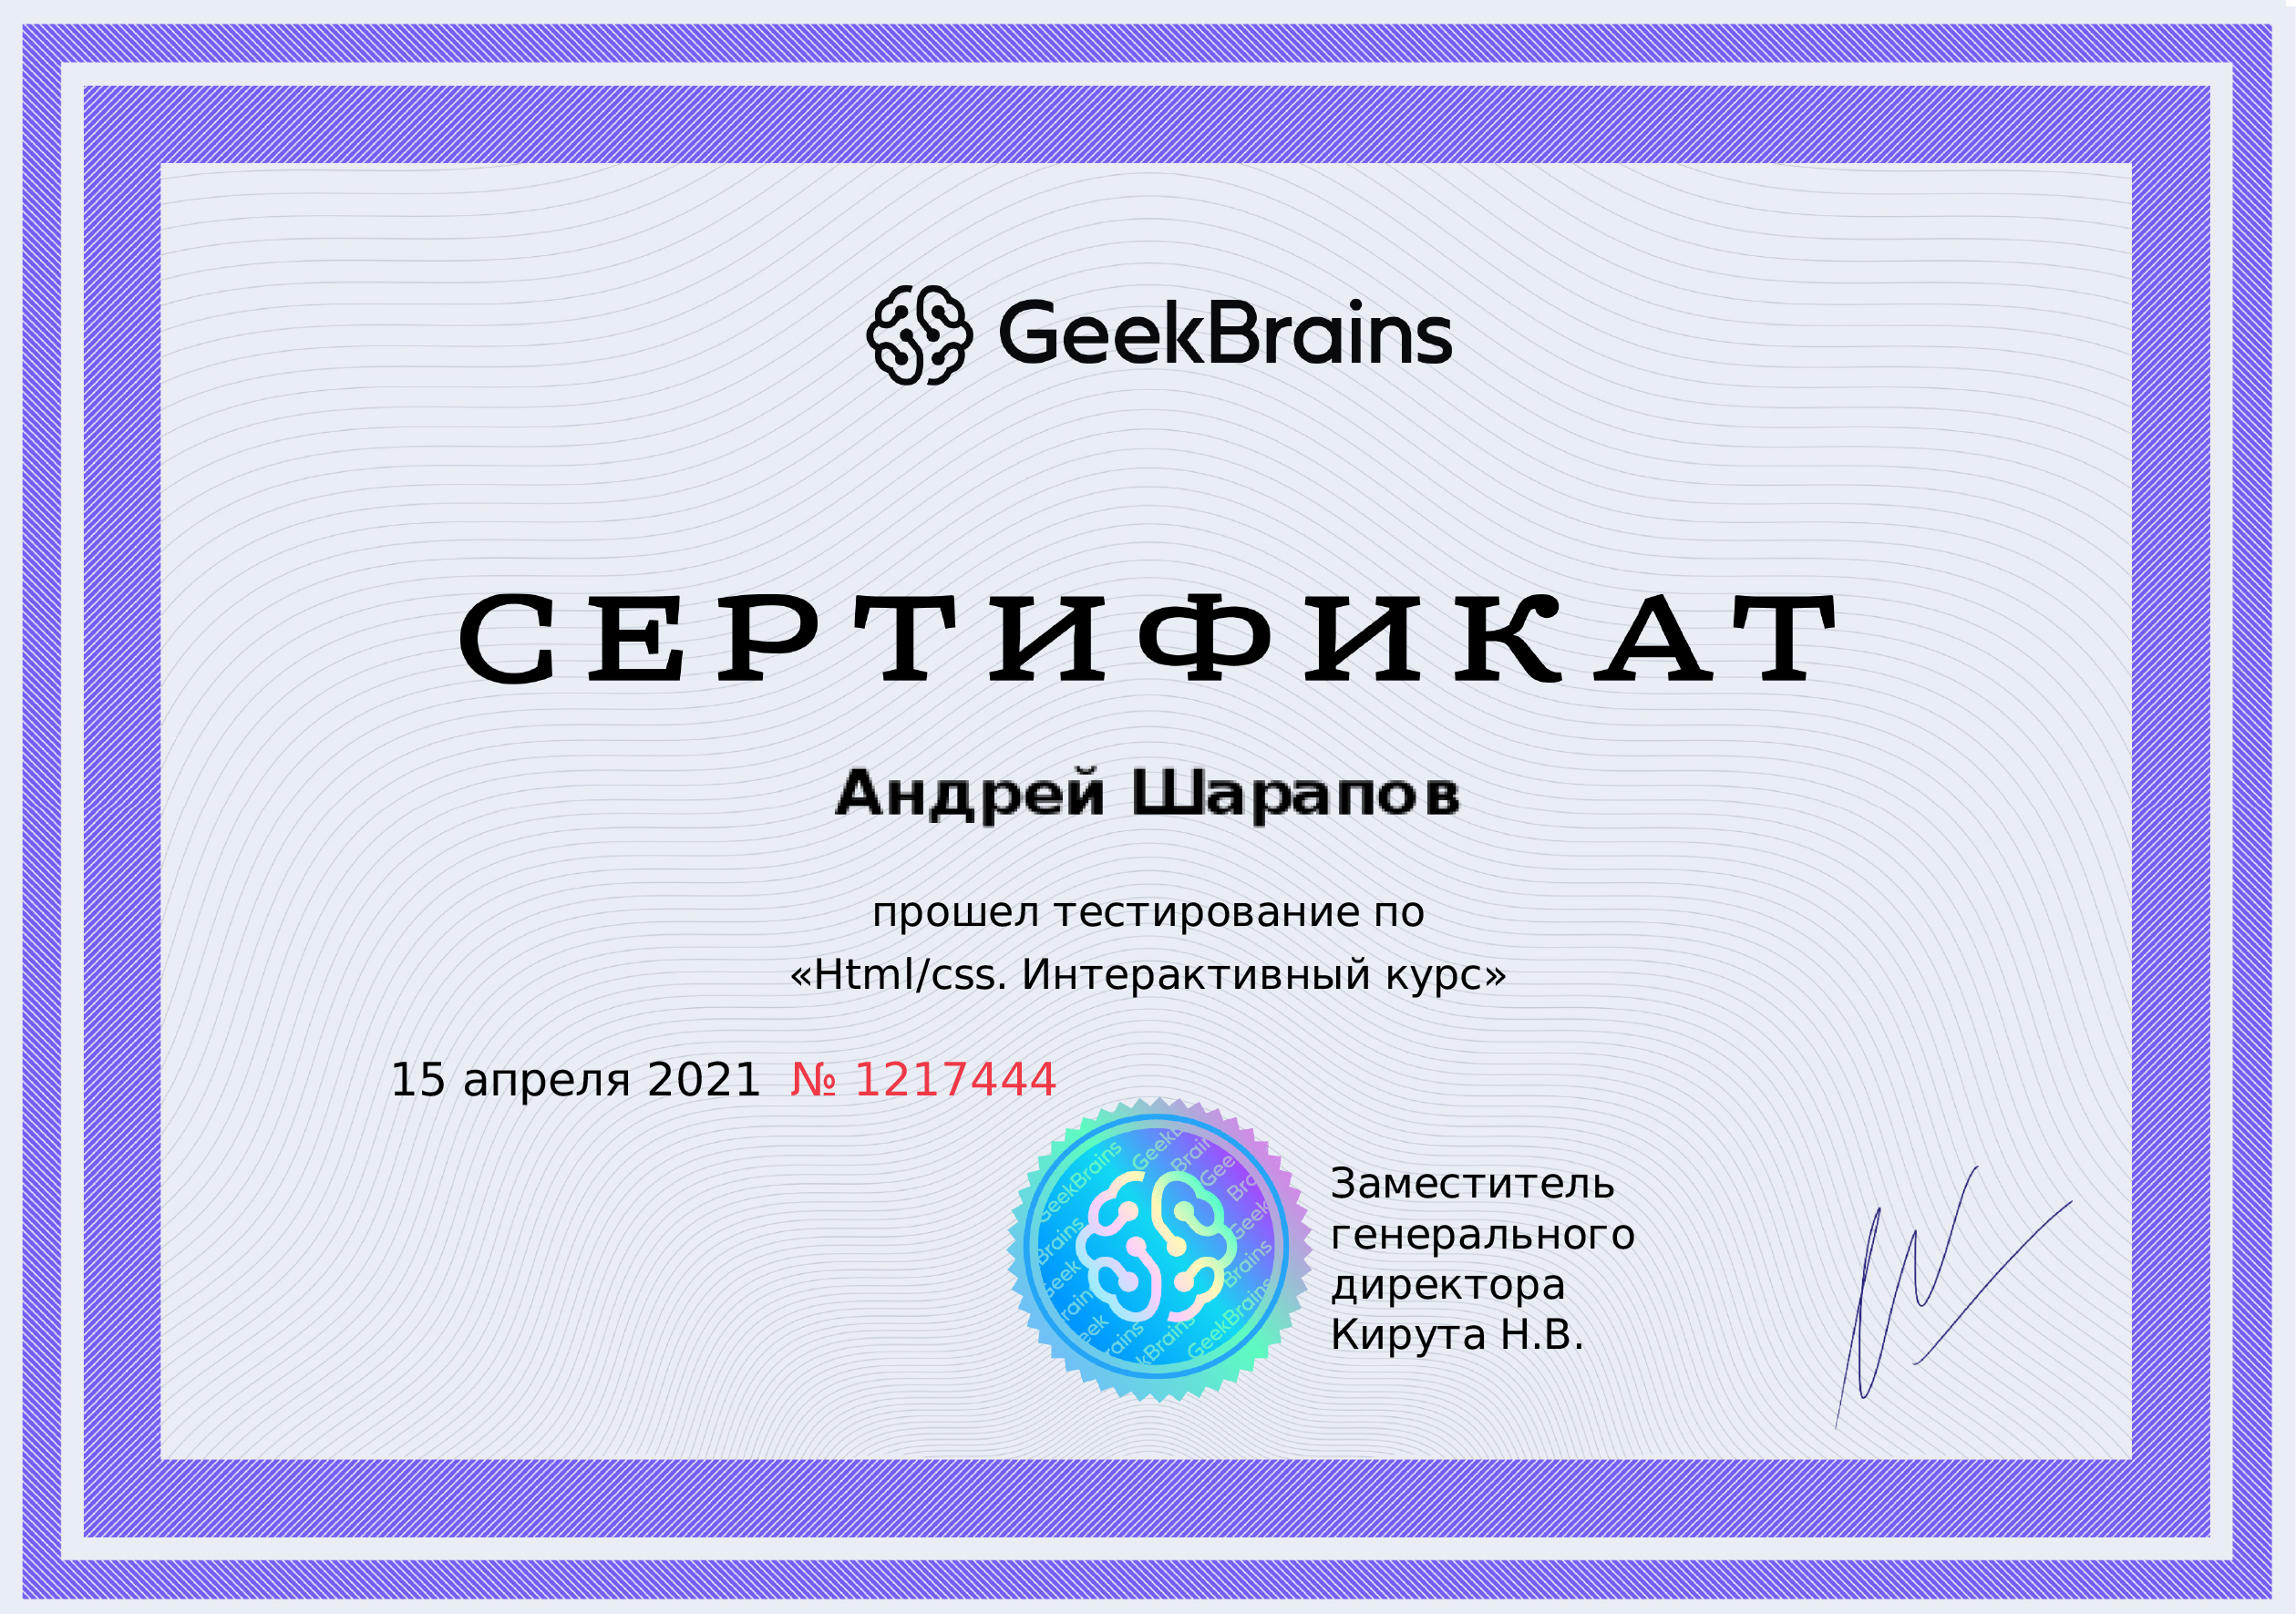 GeekBrains
СЕРТИФИКАТ
Андрей Шарапов
прошел тестирование по
«Html/css. Интерактивный курс»
15 апреля 2021 № 1217444
Заместитель
генерального
директора
Кирута Н.В.